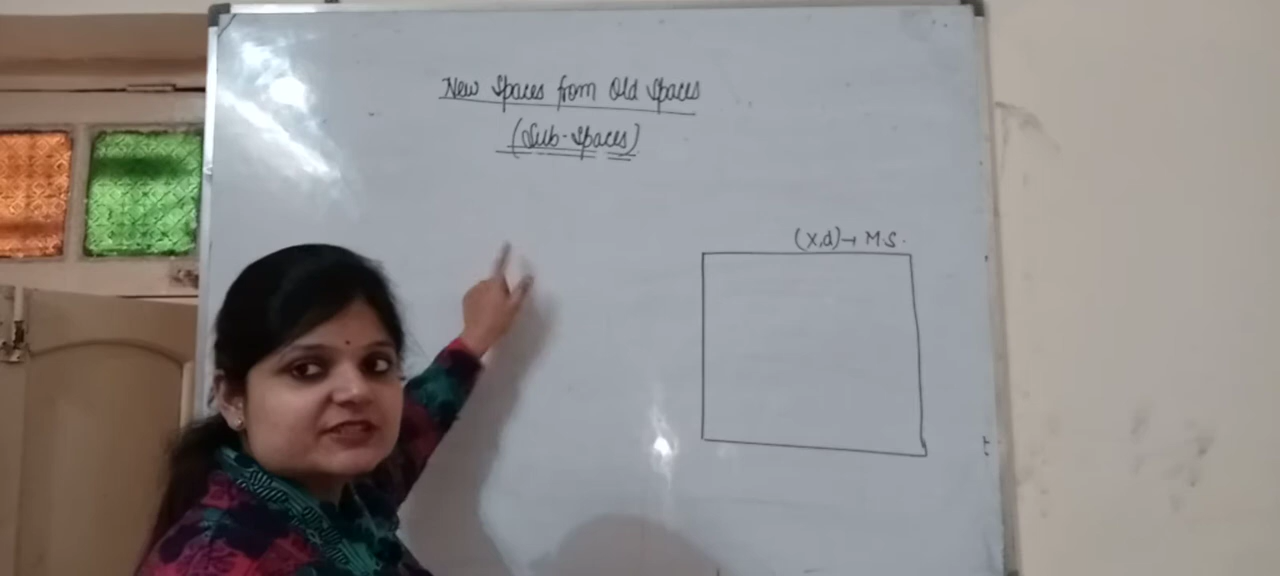 New Spaces from Old Spaces
(Sub-Spaces)
(X,d)→ M.S.